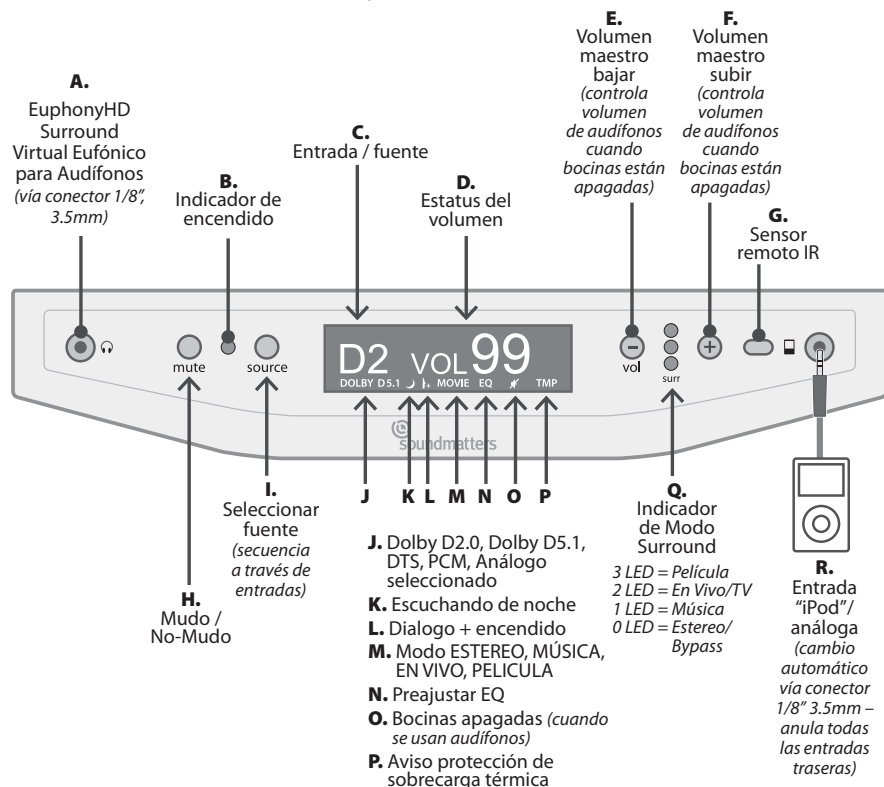 A.
EuphonyHD
Surround
Virtual Eufónico
para Audífonos
(vía conector 1/8”,
3.5mm)
B.
Indicador de
encendido
C.
Entrada / fuente
D.
Estatus del
volumen
E.
Volumen
maestro
bajar
(controla
volumen
de audífonos
cuando
bocinas están
apagadas)
F.
Volumen
maestro
subir
(controla
volumen
de audífonos
cuando
bocinas están
apagadas)
G.
Sensor
remoto IR
mute
source
D2 VOL 99
DOLBY D5.1 MOVIE EQ TMP
vol
surr
soundmatters
H.
Mudo /
No-Mudo
I.
Seleccionar
fuente
(secuencia
a través de
entradas)
J K L M N O P
J. Dolby D2.0, Dolby D5.1,
DTS, PCM, Análogo
seleccionado
K. Escuchando de noche
L. Dialogo + encendido
M. Modo ESTEREO, MÚSICA,
EN VIVO, PELICULA
N. Preajustar EQ
O. Bocinas apagadas (cuando
se usan audífonos)
P. Aviso protección de
sobrecarga térmica
Q.
Indicador
de Modo
Surround
3 LED = Película
2 LED = En Vivo/TV
1 LED = Música
0 LED = Estereo/
Bypass
R.
Entrada
“iPod”/
análoga
(cambio
automático
vía conector
1/8” 3.5mm –
anula todas
las entradas
traseras)